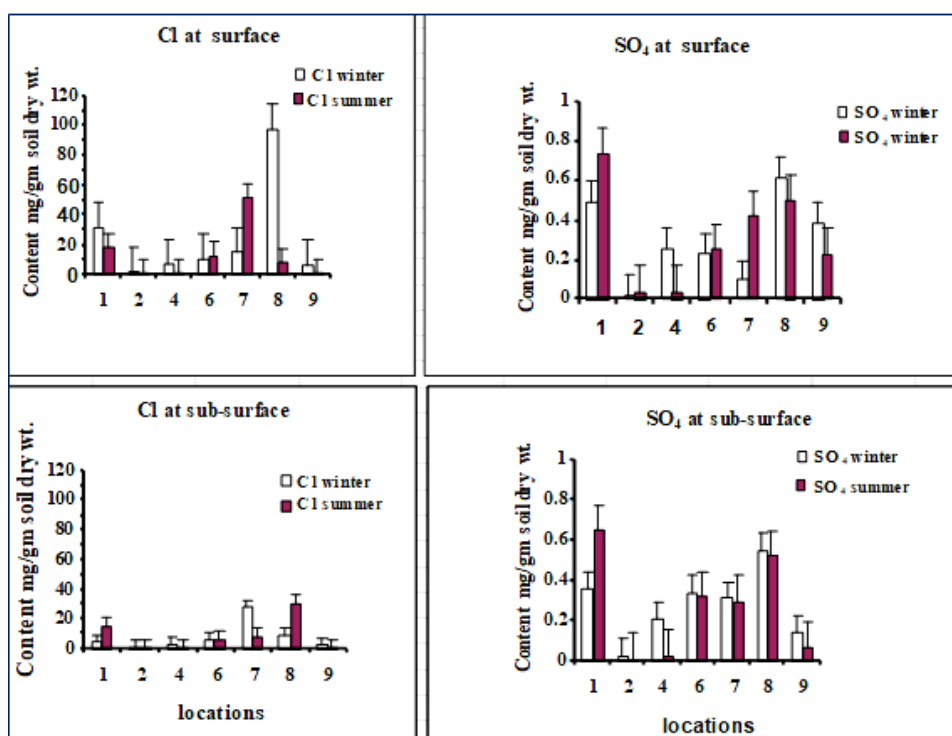 Cl at surface
Cl winter
Cl summer
Content mg/gm soil dry wt.
120
100
80
60
40
20
0
1 2 4 6 7 8 9
SO₄ at surface
SO₄ winter
SO₄ winter
Content mg/gm soil dry wt.
1
0.8
0.6
0.4
0.2
0
1 2 4 6 7 8 9
Cl at sub-surface
Cl winter
Cl summer
Content mg/gm soil dry wt.
120
100
80
60
40
20
0
1 2 4 6 7 8 9
locations
SO₄ at sub-surface
SO₄ winter
SO₄ summer
Content mg/gm soil dry wt.
1
0.8
0.6
0.4
0.2
0
1 2 4 6 7 8 9
locations